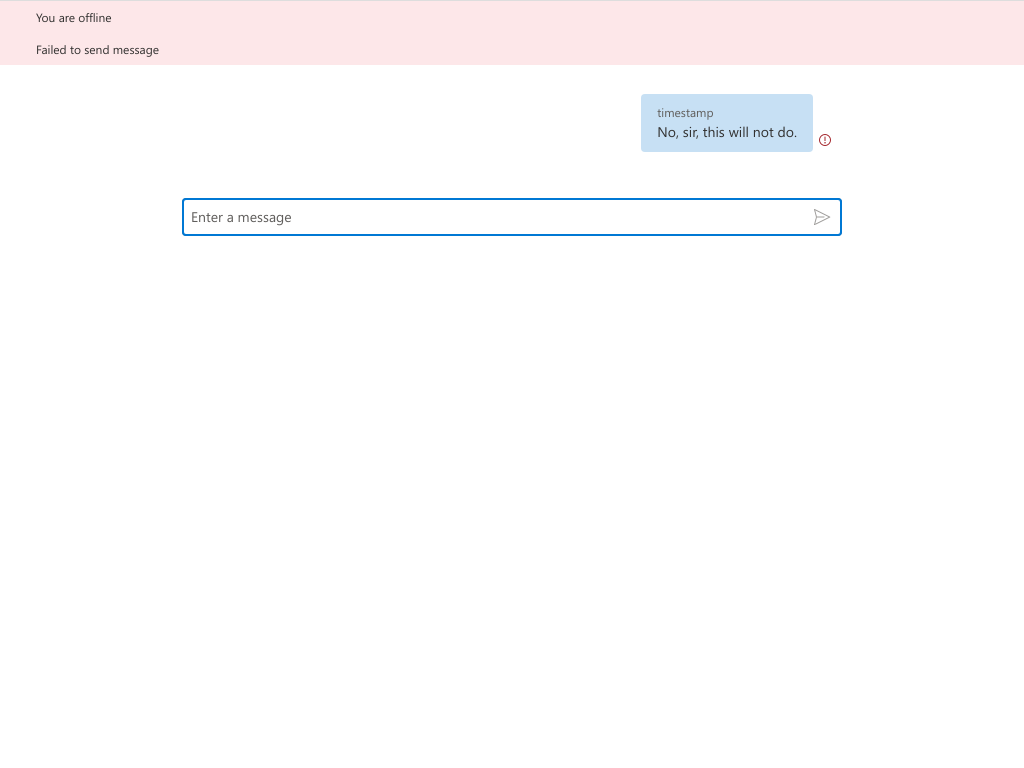 You are offline
Failed to send message
timestamp
No, sir, this will not do.
Enter a message